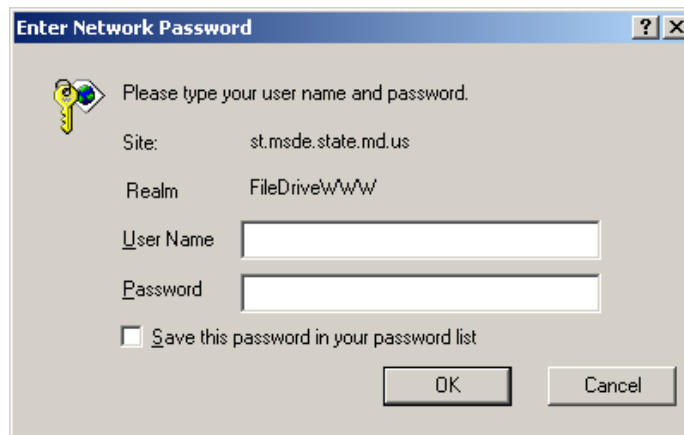 Enter Network Password
Please type your user name and password.
Site: st.msde.state.md.us
Realm FileDriveWWW
User Name
Password
Save this password in your password list
OK Cancel